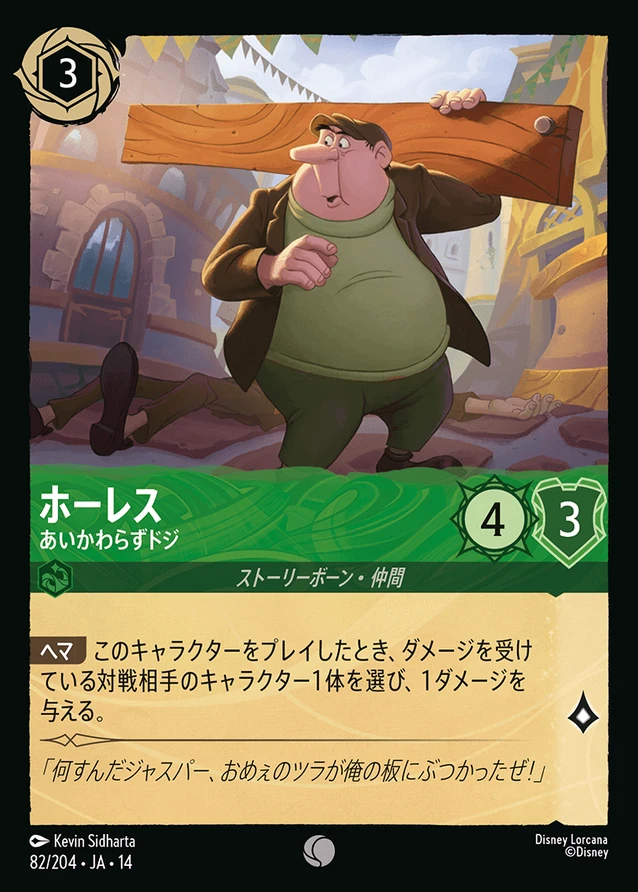 3
ホーレス
あいかわらずドジ
4
3
ストーリーボーン・仲間
ヘマ このキャラクターをプレイしたとき、ダメージを受け
ている対戦相手のキャラクター1体を選び、1ダメージを
与える。
「何すんだジャスパー、おめぇのツラが俺の板にぶつかったぜ!」
Kevin Sidharta
82/204・JA・14
Disney Lorcana
©Disney